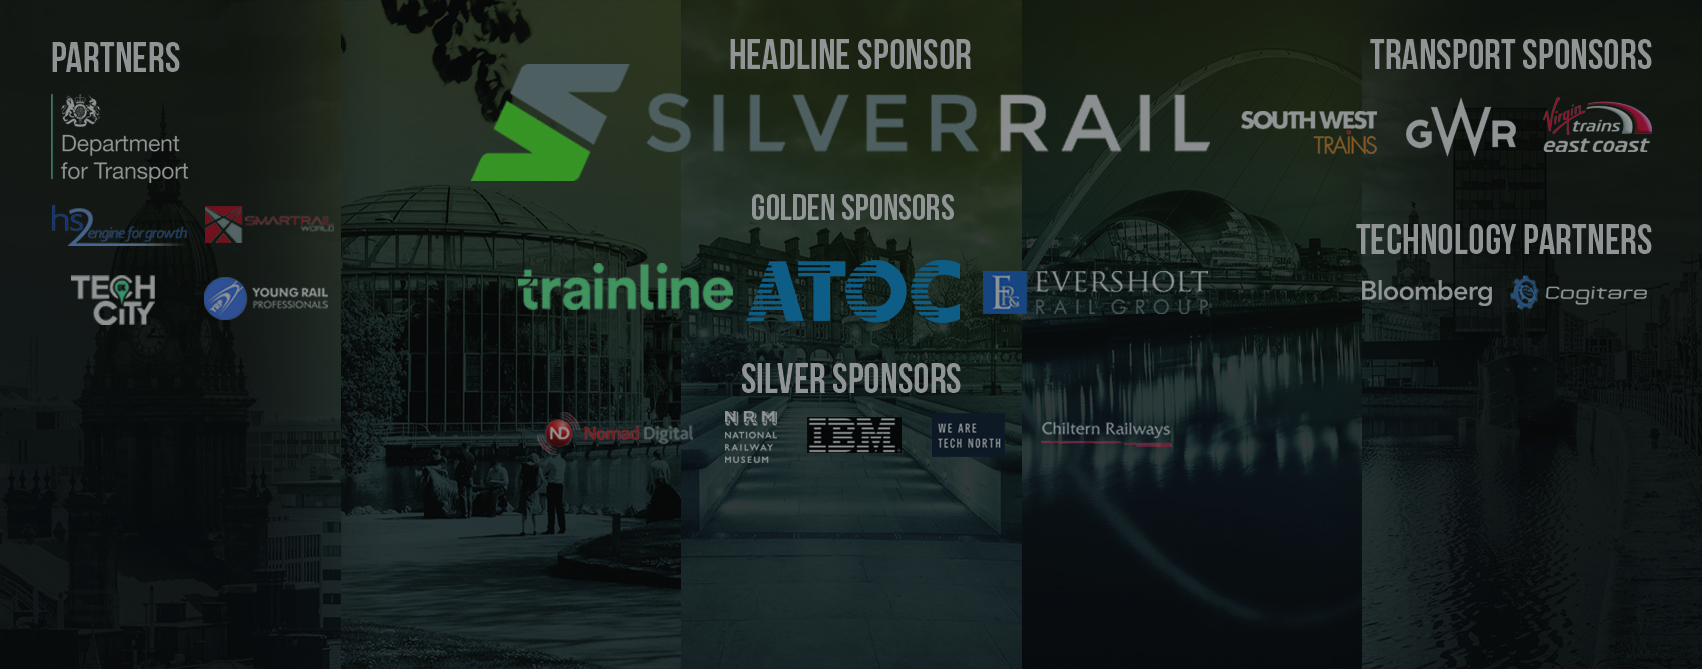 PARTNERS
Department
for Transport
hs2 engine for growth
SMARTRAIL
WORLD
TECH
CITY
YOUNG RAIL
PROFESSIONALS
HEADLINE SPONSOR
SILVERRAIL
GOLDEN SPONSORS
trainline
ATOC
ERG
EVERSHOLT
RAIL GROUP
SILVER SPONSORS
ND Nomad Digital
NRM
NATIONAL
RAILWAY
MUSEUM
IBM
WE ARE
TECH NORTH
Chiltern Railways
TRANSPORT SPONSORS
SOUTH WEST
TRAINS
GWR
Virgin
trains
east coast
TECHNOLOGY PARTNERS
Bloomberg
Cogitare